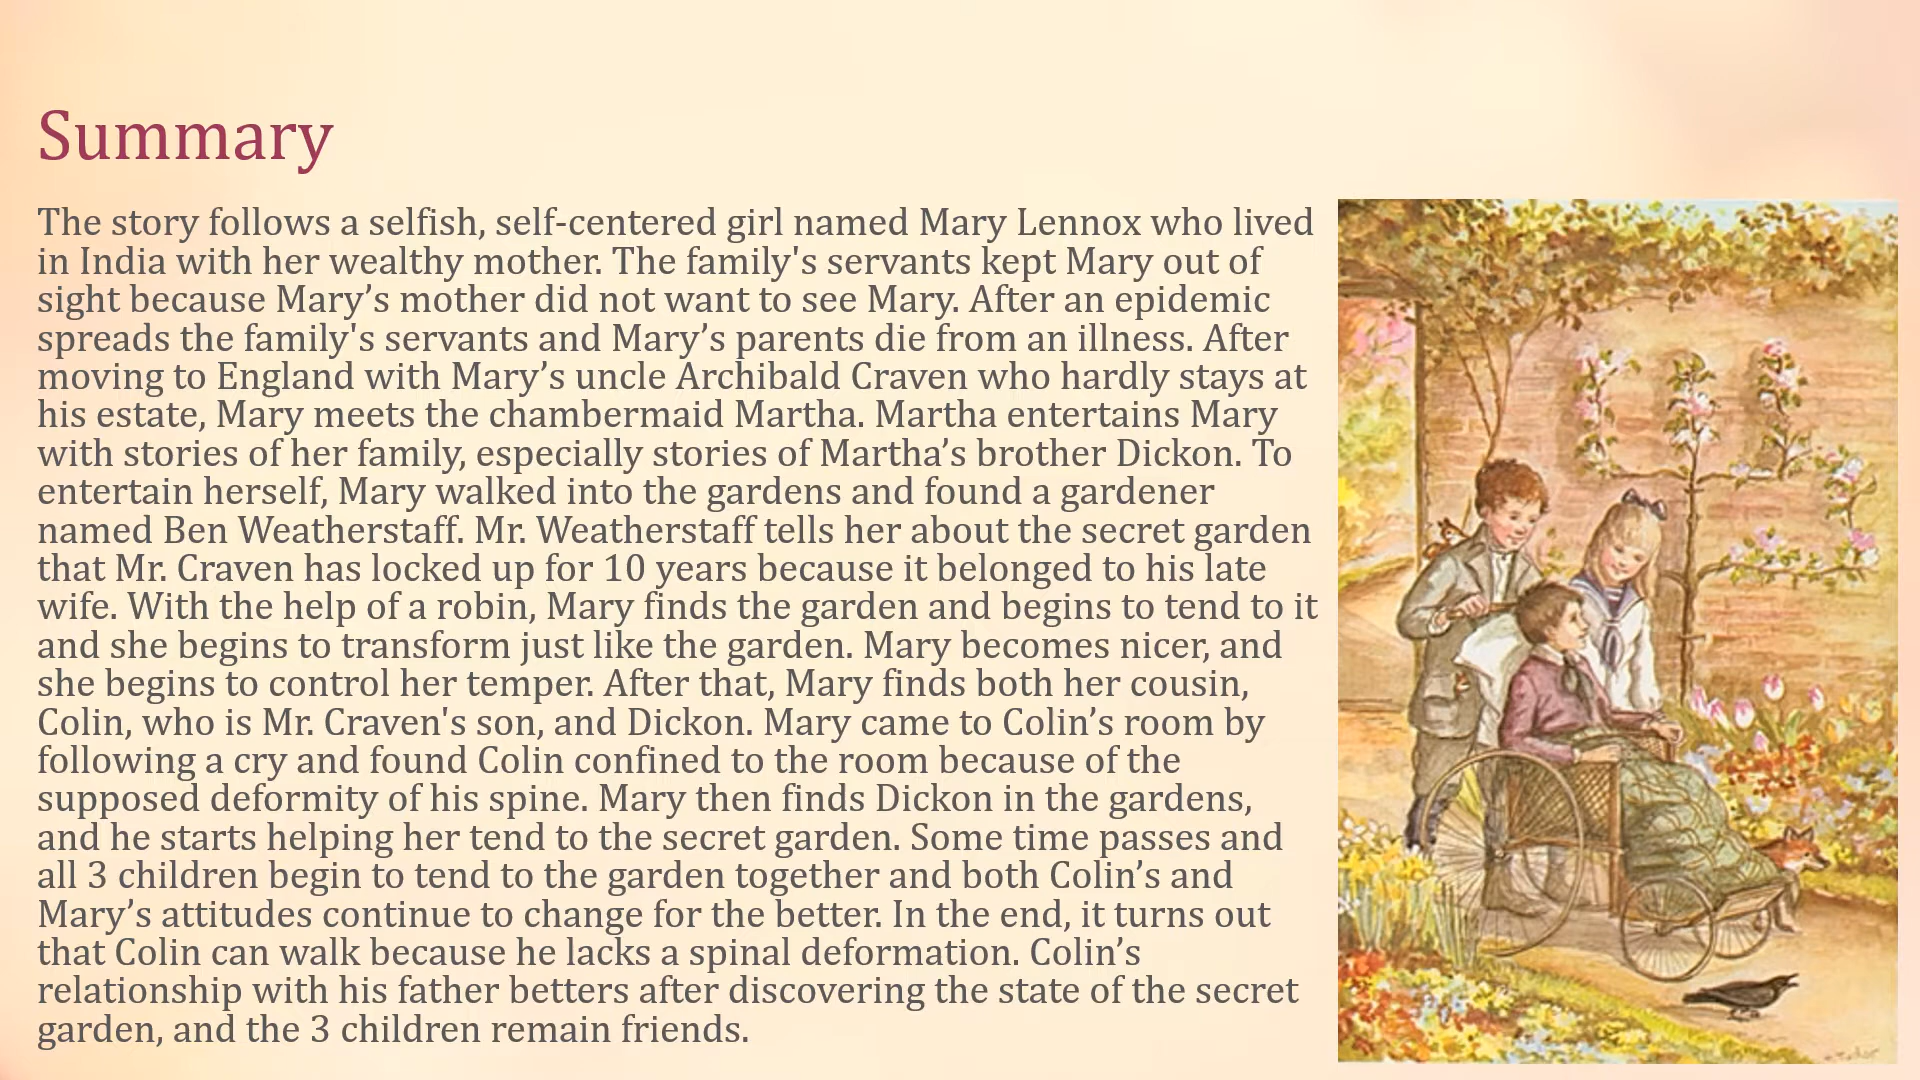 Summary
The story follows a selfish, self-centered girl named Mary Lennox who lived
in India with her wealthy mother. The family's servants kept Mary out of
sight because Mary’s mother did not want to see Mary. After an epidemic
spreads the family's servants and Mary’s parents die from an illness. After
moving to England with Mary’s uncle Archibald Craven who hardly stays at
his estate, Mary meets the chambermaid Martha. Martha entertains Mary
with stories of her family, especially stories of Martha’s brother Dickon. To
entertain herself, Mary walked into the gardens and found a gardener
named Ben Weatherstaff. Mr. Weatherstaff tells her about the secret garden
that Mr. Craven has locked up for 10 years because it belonged to his late
wife. With the help of a robin, Mary finds the garden and begins to tend to it
and she begins to transform just like the garden. Mary becomes nicer, and
she begins to control her temper. After that, Mary finds both her cousin,
Colin, who is Mr. Craven's son, and Dickon. Mary came to Colin’s room by
following a cry and found Colin confined to the room because of the
supposed deformity of his spine. Mary then finds Dickon in the gardens,
and he starts helping her tend to the secret garden. Some time passes and
all 3 children begin to tend to the garden together and both Colin’s and
Mary’s attitudes continue to change for the better. In the end, it turns out
that Colin can walk because he lacks a spinal deformation. Colin’s
relationship with his father betters after discovering the state of the secret
garden, and the 3 children remain friends.